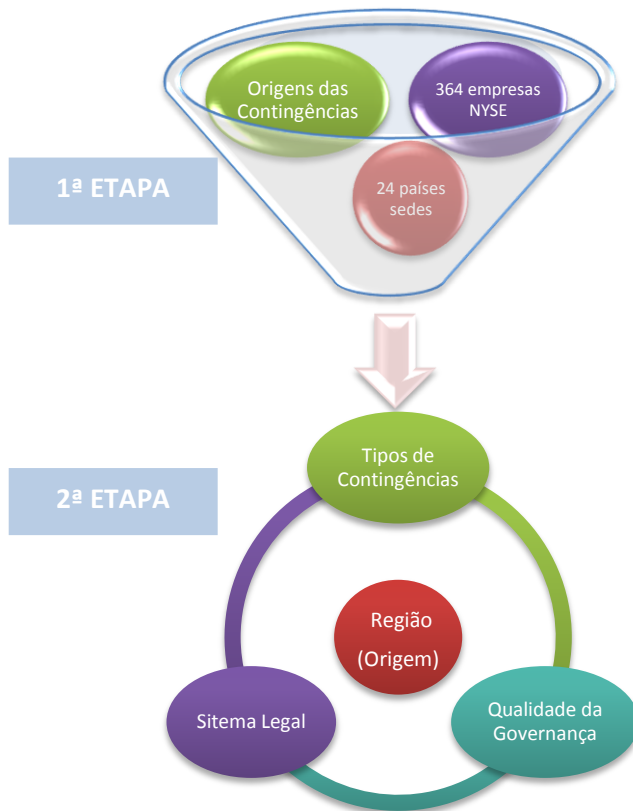 Origens das
Contingências
364 empresas
NYSE
24 países
sedes
1ª ETAPA
Tipos de
Contingências
2ª ETAPA
Região
(Origem)
Sitema Legal
Qualidade da
Governança